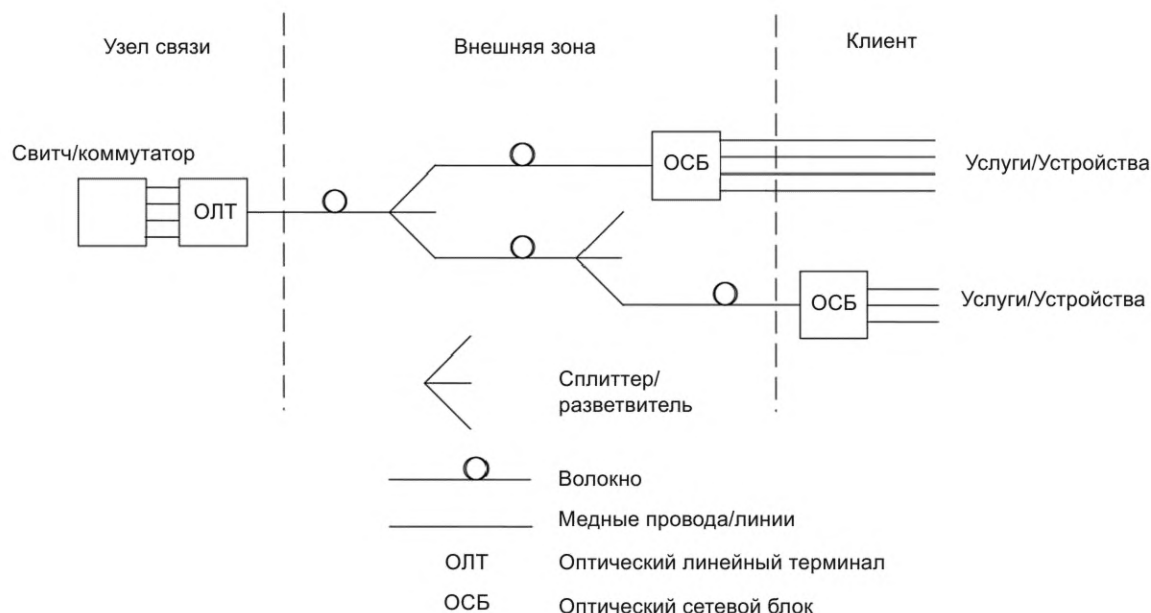 Узел связи
Внешняя зона
Клиент
Свитч/коммутатор
ОЛТ
ОСБ
Услуги/Устройства
ОСБ
Услуги/Устройства
Сплиттер/
разветвитель
Волокно
Медные провода/линии
ОЛТ Оптический линейный терминал
ОСБ Оптический сетевой блок